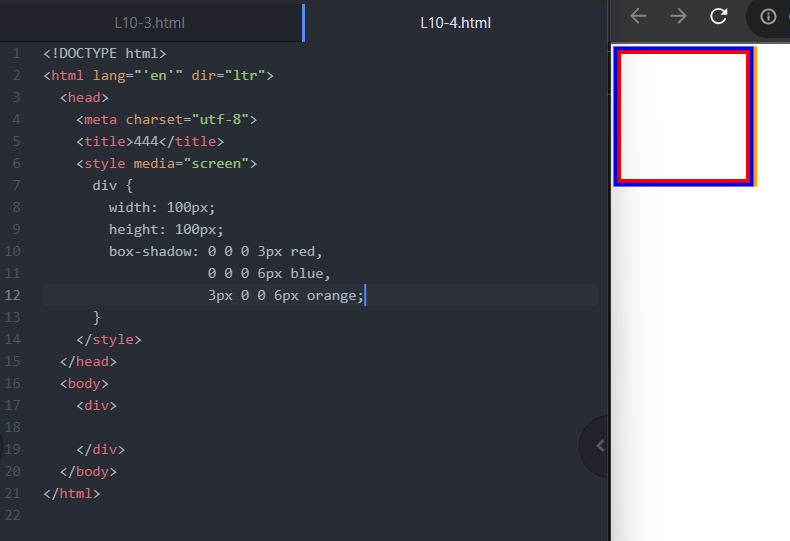 L10-3.html
L10-4.html
1 <!DOCTYPE html>
2 <html lang="'en'" dir="ltr">
3 <head>
4 <meta charset="utf-8">
5 <title>444</title>
6 <style media="screen">
7 div {
8 width: 100px;
9 height: 100px;
10 box-shadow: 0 0 0 3px red,
11 0 0 0 6px blue,
12 3px 0 0 6px orange;
13 }
14 </style>
15 </head>
16 <body>
17 <div>
18
19 </div>
20 </body>
21 </html>
22